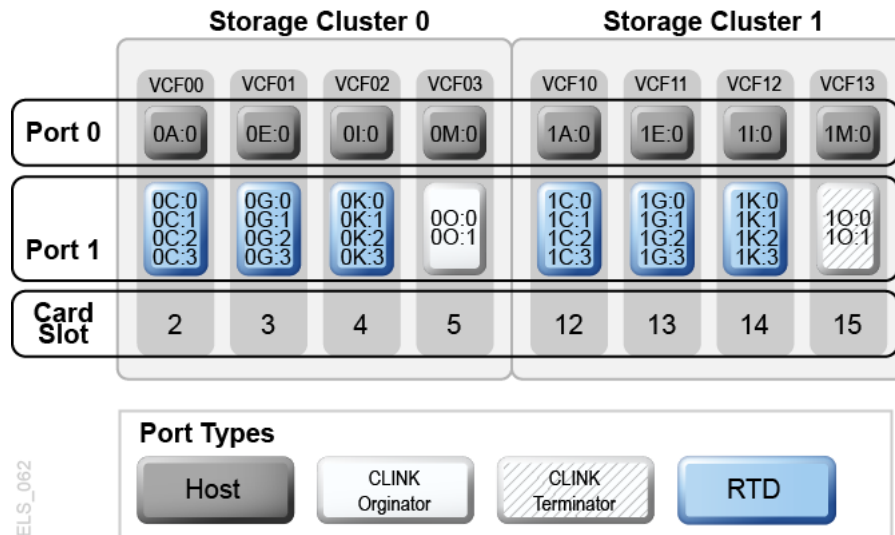 Storage Cluster 0 Storage Cluster 1
VCF00 VCF01 VCF02 VCF03 VCF10 VCF11 VCF12 VCF13
Port 0 0A:0 0E:0 0I:0 0M:0 1A:0 1E:0 1I:0 1M:0
Port 1
0C:0 0G:0 0K:0 0O:0 1C:0 1G:0 1K:0 1O:0
0C:1 0G:1 0K:1 0O:1 1C:1 1G:1 1K:1 1O:1
0C:2 0G:2 0K:2 1C:2 1G:2 1K:2
0C:3 0G:3 0K:3 1C:3 1G:3 1K:3
Card
Slot
2 3 4 5 12 13 14 15
Port Types
Host
CLINK
Orginator
CLINK
Terminator
RTD
ELS_062